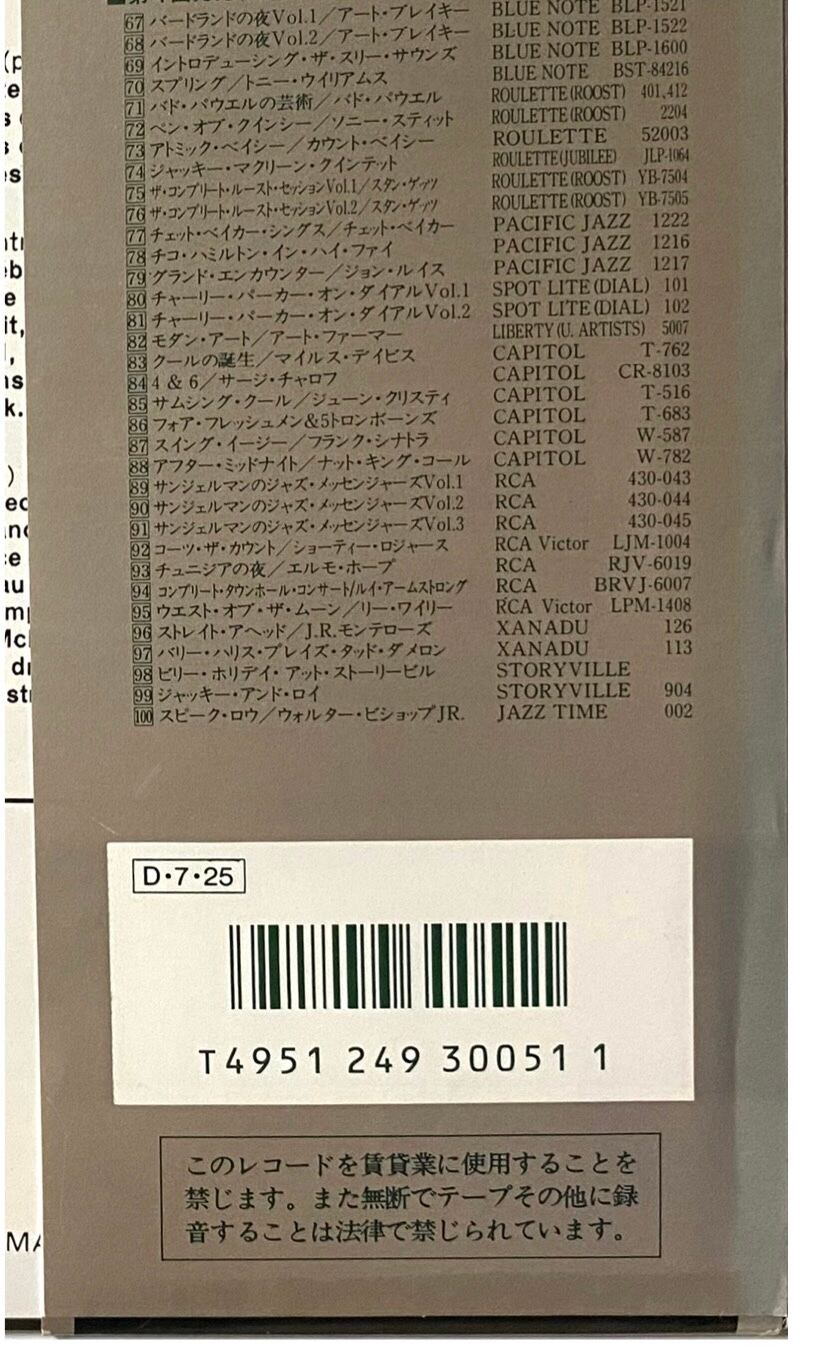 67 バードランドの夜Vol.1／アート・ブレイキー BLUE NOTE BLP-1521
68 バードランドの夜Vol.2／アート・ブレイキー BLUE NOTE BLP-1522
69 イントロデューシング・ザ・スリー・サウンズ BLUE NOTE BLP-1600
70 スプリング／トニー・ウイリアムス BLUE NOTE BST-84216
71 バド・パウエルの芸術／バド・パウエル ROULETTE(ROOST) 401,412
72 ペン・オブ・クインシー／ソニー・スティット ROULETTE(ROOST) 2204
73 アトミック・ベイシー／カウント・ベイシー ROULETTE 52003
74 ジャッキー・マクリーン・クインテット ROULETTE(JUBILEE) JLP-1064
75 ザ・コンプリート・ルースト・セッションVol.1／スタン・ゲッツ ROULETTE(ROOST) YB-7504
76 ザ・コンプリート・ルースト・セッションVol.2／スタン・ゲッツ ROULETTE(ROOST) YB-7505
77 チェット・ベイカー・シングス／チェット・ベイカー PACIFIC JAZZ 1222
78 チコ・ハミルトン・イン・ハイ・ファイ PACIFIC JAZZ 1216
79 グランド・エンカウンター／ジョン・ルイス PACIFIC JAZZ 1217
80 チャーリー・パーカー・オン・ダイアルVol.1 SPOT LITE(DIAL) 101
81 チャーリー・パーカー・オン・ダイアルVol.2 SPOT LITE(DIAL) 102
82 モダン・アート／アート・ファーマー LIBERTY(U. ARTISTS) 5007
83 クールの誕生／マイルス・デイビス CAPITOL T-762
84 4 & 6／サージ・チャロフ CAPITOL CR-8103
85 サムシング・クール／ジューン・クリスティ CAPITOL T-516
86 フォア・フレッシュメン&5トロンボーンズ CAPITOL T-683
87 スイング・イージー／フランク・シナトラ CAPITOL W-587
88 アフター・ミッドナイト／ナット・キング・コール CAPITOL W-782
89 サンジェルマンのジャズ・メッセンジャーズVol.1 RCA 430-043
90 サンジェルマンのジャズ・メッセンジャーズVol.2 RCA 430-044
91 サンジェルマンのジャズ・メッセンジャーズVol.3 RCA 430-045
92 コーツ・ザ・カウント／ショーティー・ロジャース RCA Victor LJM-1004
93 チュニジアの夜／エルモ・ホープ RCA RJV-6019
94 コンプリート・タウンホール・コンサート/ルイ・アームストロング RCA BRVJ-6007
95 ウエスト・オブ・ザ・ムーン／リー・ワイリー RCA Victor LPM-1408
96 ストレイト・アヘッド／J.R.モンテローズ XANADU 126
97 バリー・ハリス・プレイズ・タッド・ダメロン XANADU 113
98 ビリー・ホリデイ・アット・ストーリービル STORYVILLE
99 ジャッキー・アンド・ロイ STORYVILLE 904
100 スピーク・ロウ／ウォルター・ビショップJR. JAZZ TIME 002
D・7・25
T4951 249 30051 1
このレコードを賃貸業に使用することを
禁じます。また無断でテープその他に録
音することは法律で禁じられています。